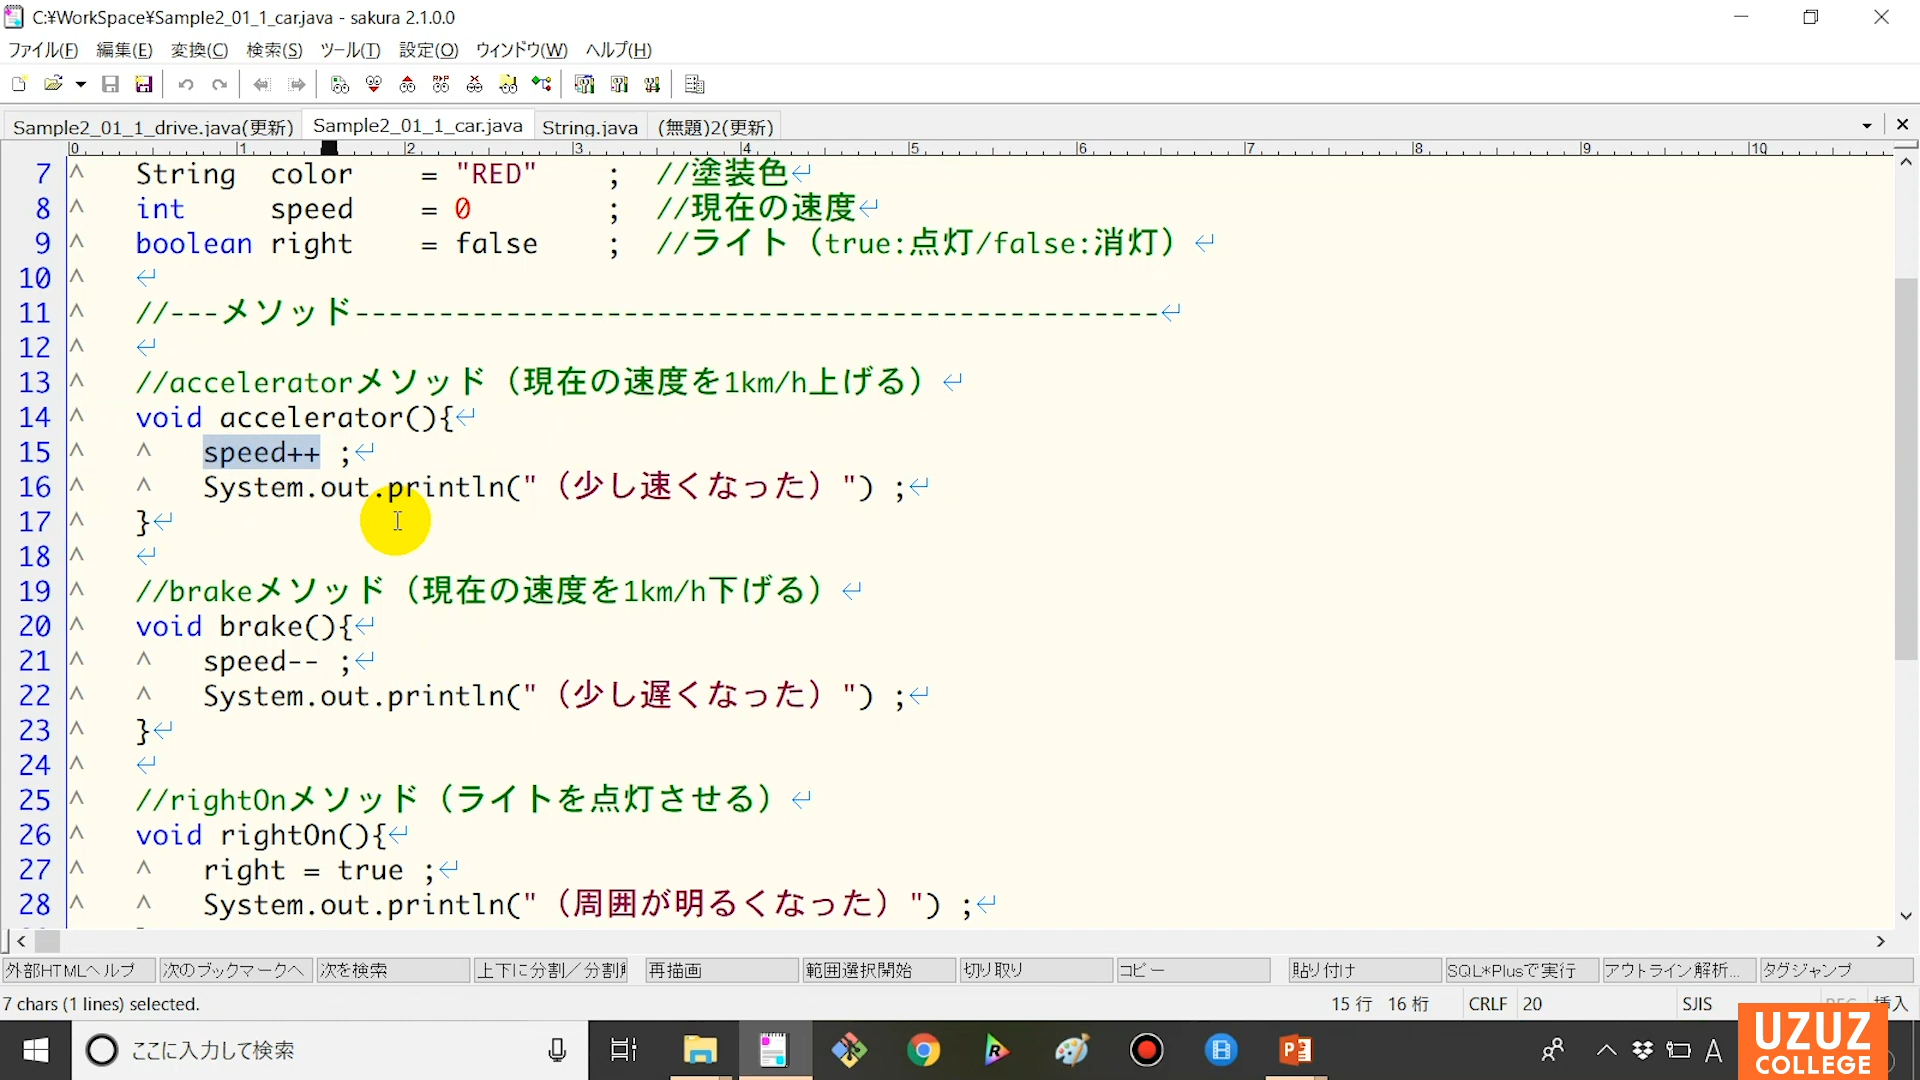 C:¥WorkSpace¥Sample2_01_1_car.java - sakura 2.1.0.0
ファイル(F) 編集(E) 変換(C) 検索(S) ツール(T) 設定(O) ウィンドウ(W) ヘルプ(H)
Sample2_01_1_drive.java(更新) Sample2_01_1_car.java String.java (無題)2(更新)
0 1 2 3 4 5 6 7 8 9 10
7 ^ String color = "RED" ; //塗装色↵
8 ^ int speed = 0 ; //現在の速度↵
9 ^ boolean right = false ; //ライト（true:点灯/false:消灯）↵
10 ^ ↵
11 ^ //---メソッド------------------------------------------------↵
12 ^ ↵
13 ^ //acceleratorメソッド（現在の速度を1km/h上げる）↵
14 ^ void accelerator(){↵
15 ^ ^ speed++ ;↵
16 ^ ^ System.out.println("（少し速くなった）") ;↵
17 ^ }↵
18 ^ ↵
19 ^ //brakeメソッド（現在の速度を1km/h下げる）↵
20 ^ void brake(){↵
21 ^ ^ speed-- ;↵
22 ^ ^ System.out.println("（少し遅くなった）") ;↵
23 ^ }↵
24 ^ ↵
25 ^ //rightOnメソッド（ライトを点灯させる）↵
26 ^ void rightOn(){↵
27 ^ ^ right = true ;↵
28 ^ ^ System.out.println("（周囲が明るくなった）") ;↵
外部HTMLヘルプ 次のブックマークへ 次を検索 上下に分割／分割 再描画 範囲選択開始 切り取り コピー 貼り付け SQL*Plusで実行 アウトライン解析... タグジャンプ
7 chars (1 lines) selected. 15 行 16 桁 CRLF 20 SJIS REC 挿入
ここに入力して検索 A
UZUZ
COLLEGE